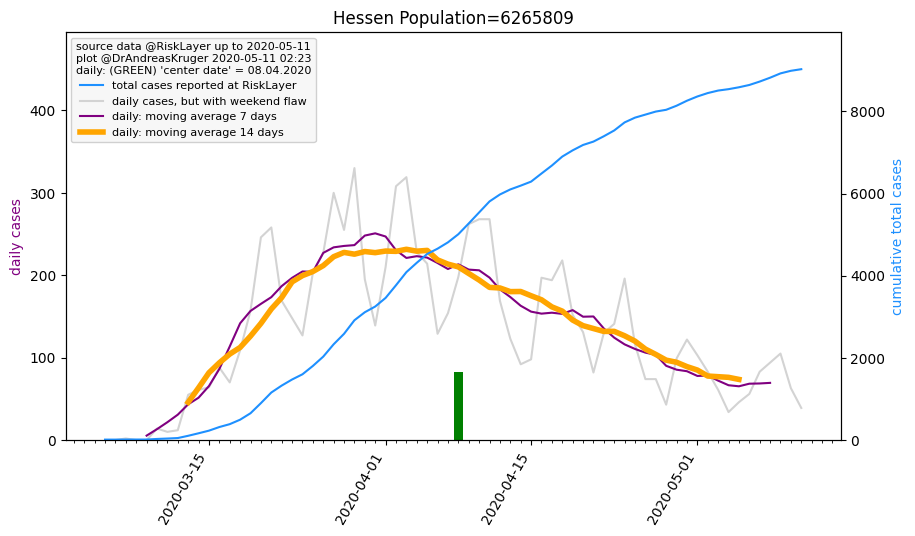 Hessen Population=6265809
source data @RiskLayer up to 2020-05-11
plot @DrAndreasKruger 2020-05-11 02:23
daily: (GREEN) 'center date' = 08.04.2020
total cases reported at RiskLayer
daily cases, but with weekend flaw
daily: moving average 7 days
daily: moving average 14 days
daily cases
400
300
200
100
0
cumulative total cases
8000
6000
4000
2000
0
2020-03-15
2020-04-01
2020-04-15
2020-05-01